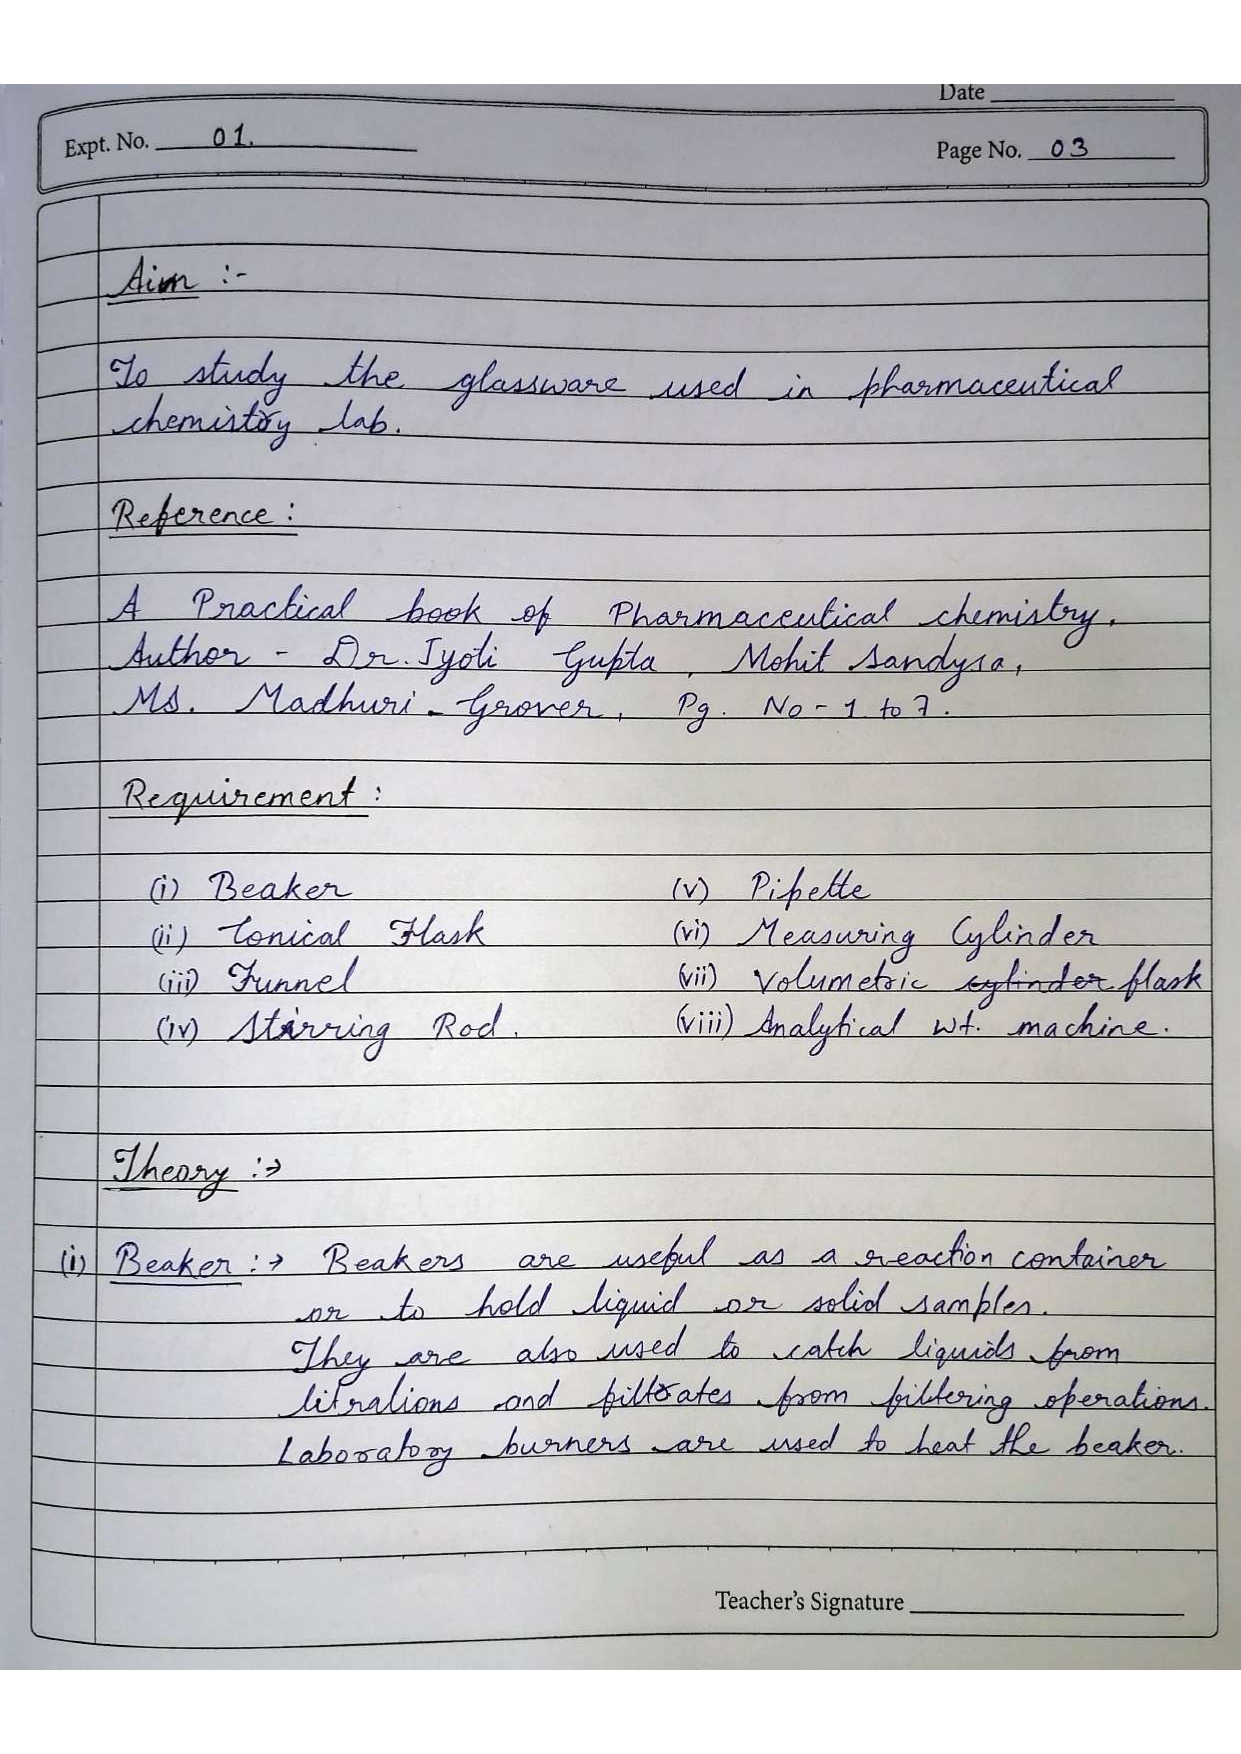 Date
Expt. No. 01.
Page No. 03
Aim :-
To study the glassware used in pharmaceutical
chemistry lab.
Reference :
A Practical book of Pharmaceutical chemistry.
Author - Dr. Jyoti Gupta, Mohit Sandysa,
Ms. Madhuri - Grover, Pg. No - 1 to 7.
Requirement :
(i) Beaker (v) Pipette
(ii) Conical Flask (vi) Measuring Cylinder
(iii) Funnel (vii) Volumetric cylinder flask
(iv) Stirring Rod. (viii) Analytical wt. machine.
Theory :→
(i) Beaker :→ Beakers are useful as a reaction container
or to hold liquid or solid samples.
They are also used to catch liquids from
titrations and filtrates from filtering operations.
Laboratory burners are used to heat the beaker.
Teacher's Signature